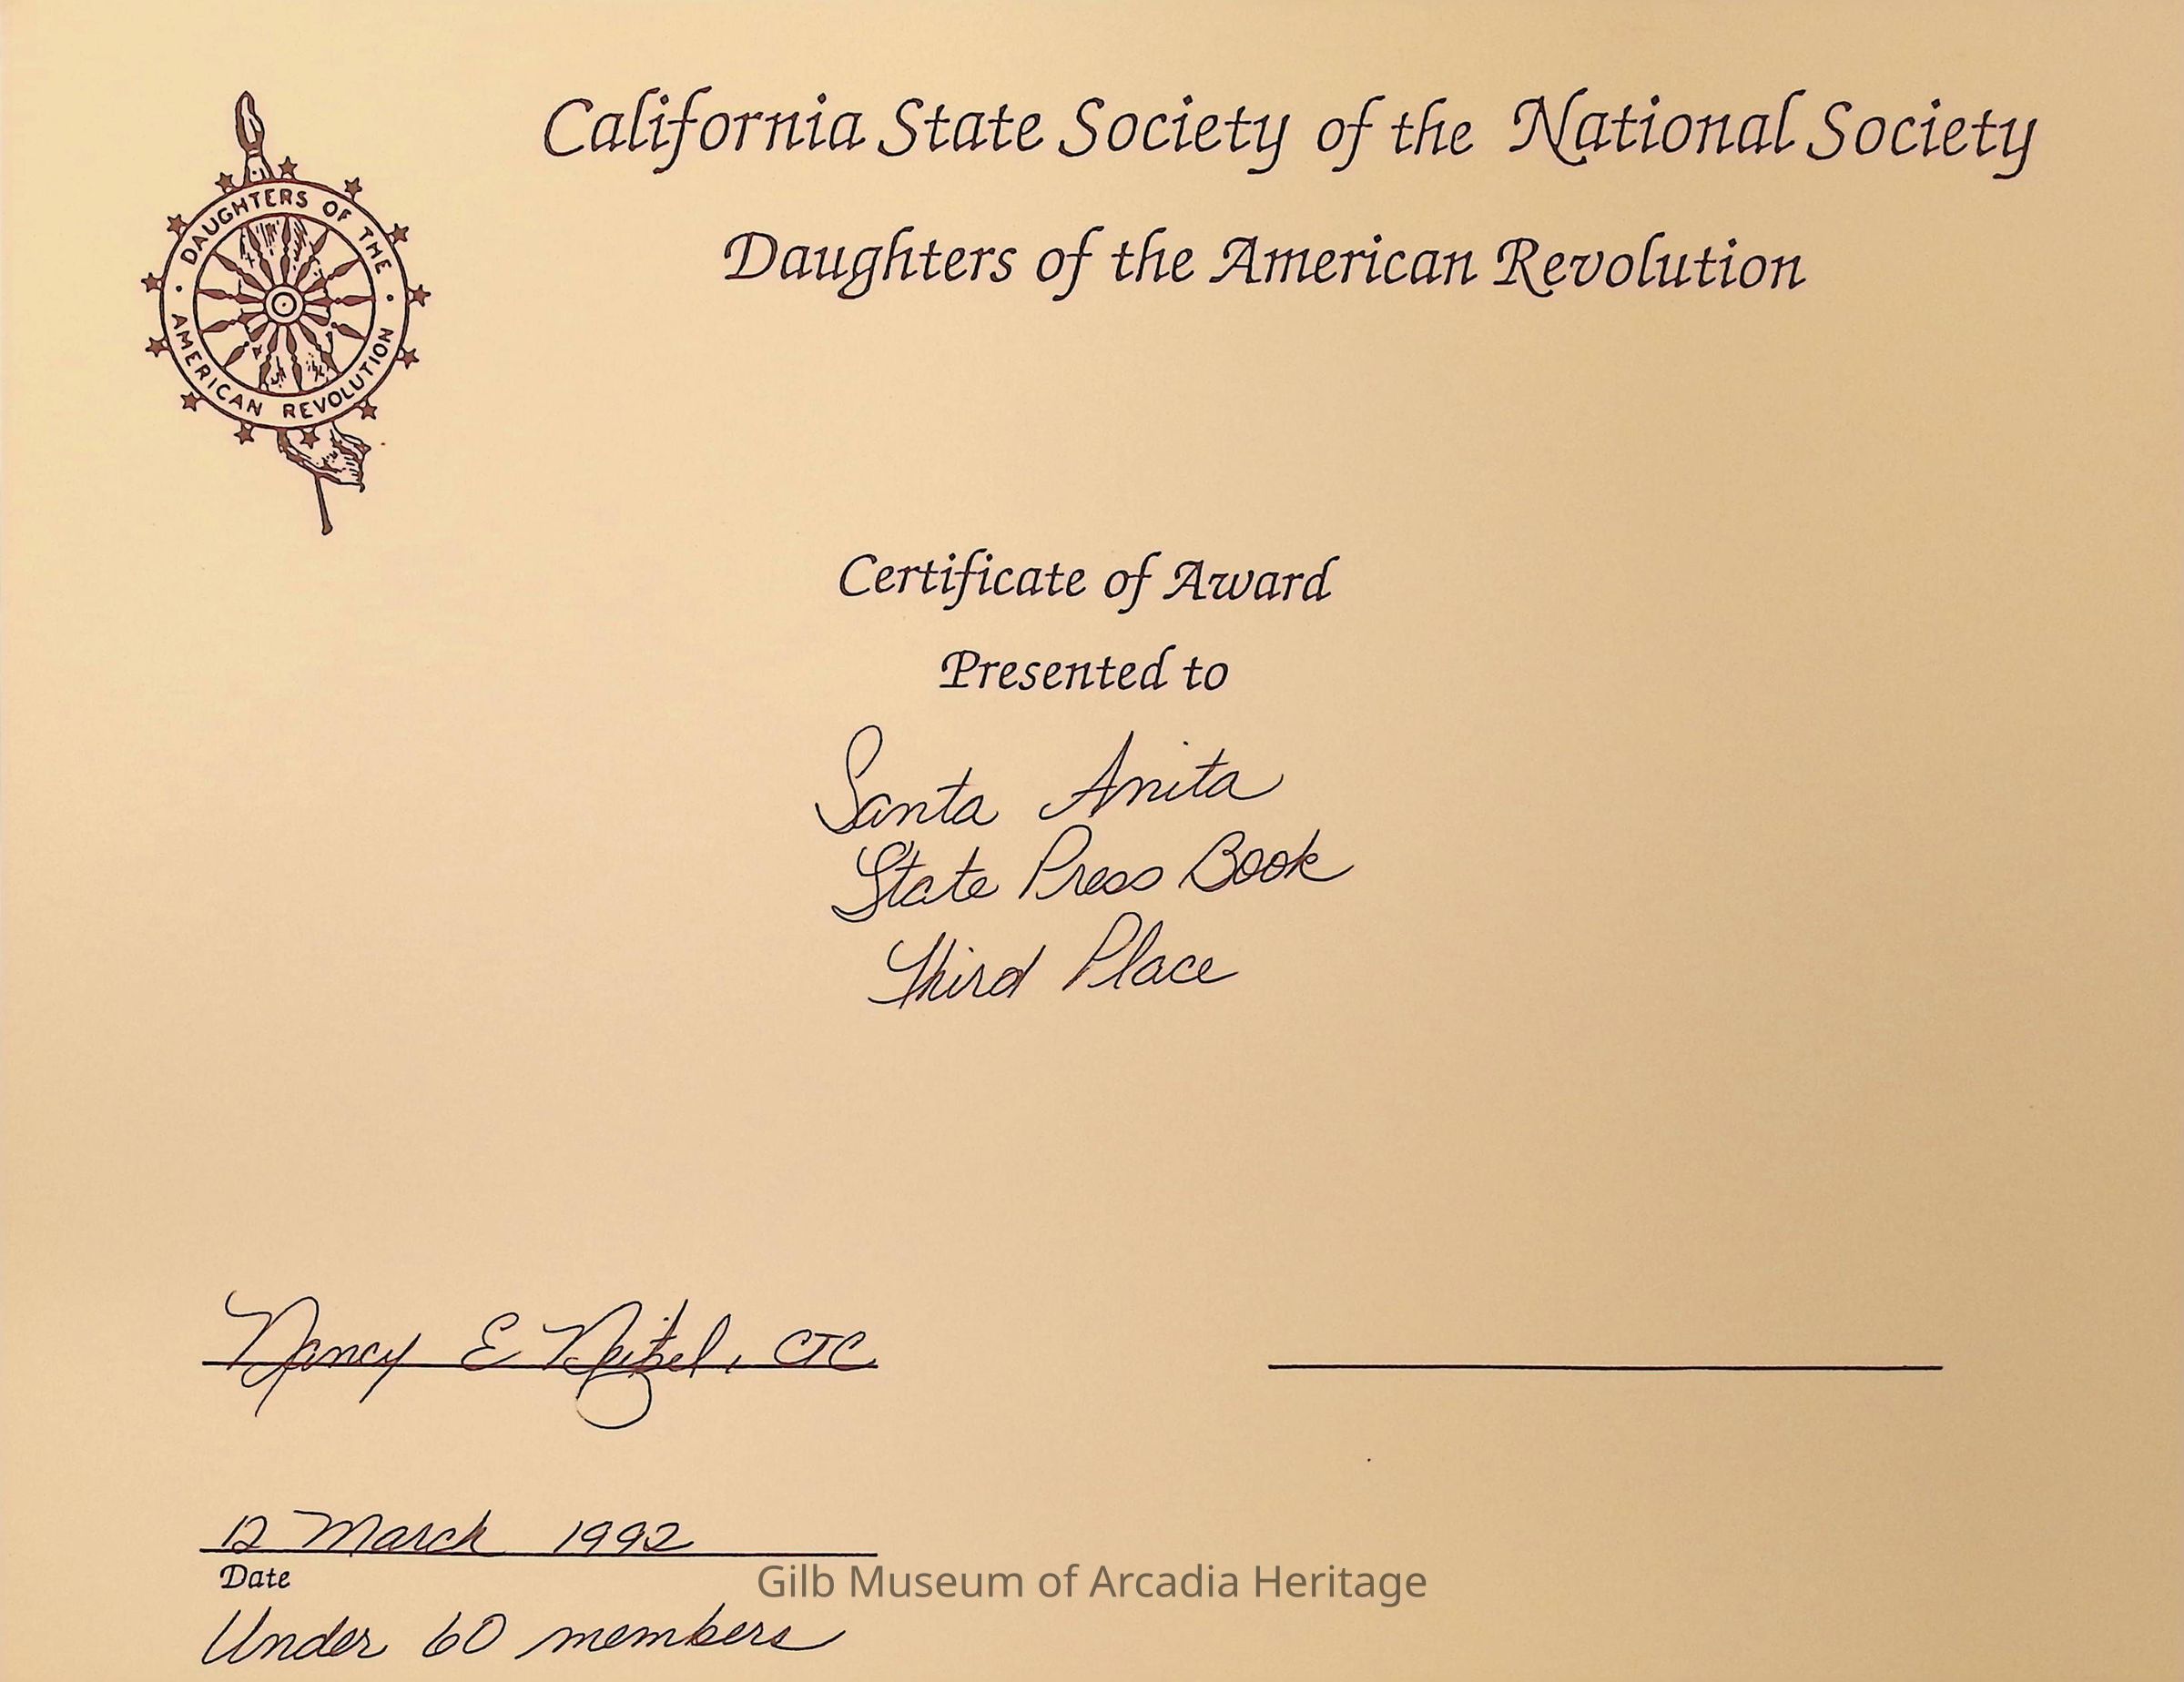 California State Society of the National Society
Daughters of the American Revolution
DAUGHTERS OF THE
AMERICAN REVOLUTION
Certificate of Award
Presented to
Santa Anita
State Press Book
Third Place
Nancy E Neitzel, CTC
12 March 1992
Date
Under 60 members
Gilb Museum of Arcadia Heritage